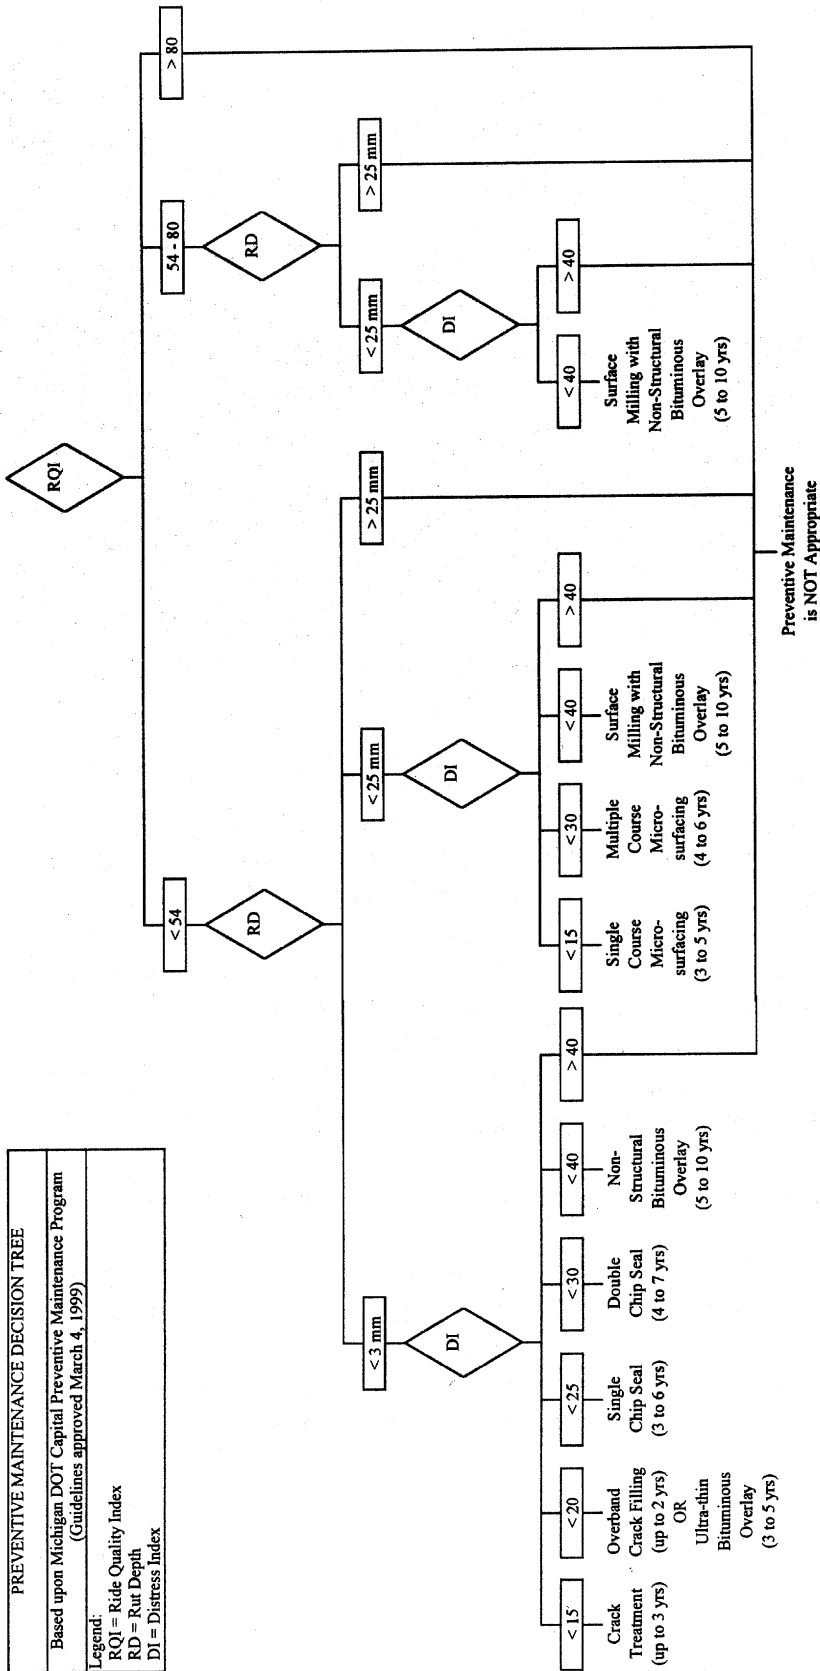 PREVENTIVE MAINTENANCE DECISION TREE
Based upon Michigan DOT Capital Preventive Maintenance Program
(Guidelines approved March 4, 1999)
Legend:
RQI = Ride Quality Index
RD = Rut Depth
DI = Distress Index
RQI
< 54
54 - 80
> 80
RD
RD
< 3 mm
< 25 mm
> 25 mm
< 25 mm
> 25 mm
DI
DI
DI
< 15
< 20
< 25
< 30
< 40
> 40
< 15
< 30
< 40
> 40
< 40
> 40
Crack
Treatment
(up to 3 yrs)
Overband
Crack Filling
(up to 2 yrs)
OR
Ultra-thin
Bituminous
Overlay
(3 to 5 yrs)
Single
Chip Seal
(3 to 6 yrs)
Double
Chip Seal
(4 to 7 yrs)
Non-
Structural
Bituminous
Overlay
(5 to 10 yrs)
Single
Course
Micro-
surfacing
(3 to 5 yrs)
Multiple
Course
Micro-
surfacing
(4 to 6 yrs)
Surface
Milling with
Non-Structural
Bituminous
Overlay
(5 to 10 yrs)
Surface
Milling with
Non-Structural
Bituminous
Overlay
(5 to 10 yrs)
Preventive Maintenance
is NOT Appropriate